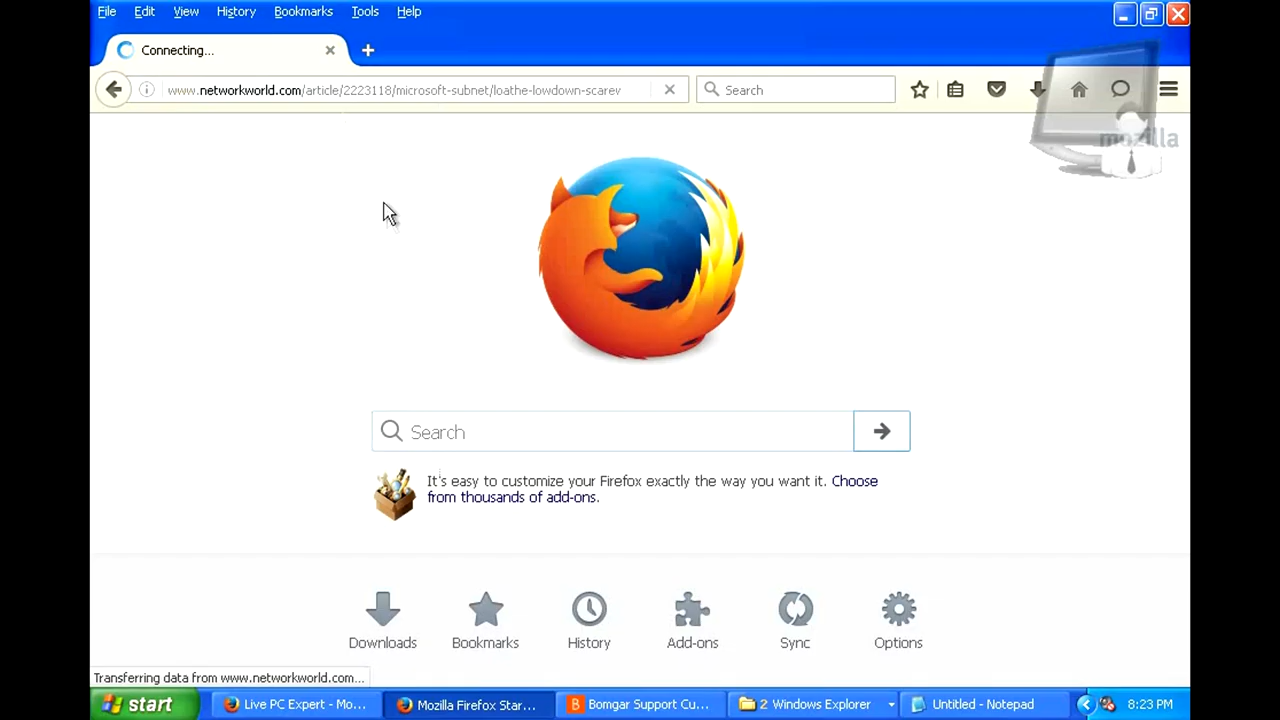 File Edit View History Bookmarks Tools Help
Connecting...
www.networkworld.com/article/2223118/microsoft-subnet/loathe-lowdown-scarev
Search
mozilla
Search
It's easy to customize your Firefox exactly the way you want it. Choose
from thousands of add-ons.
Downloads Bookmarks History Add-ons Sync Options
Transferring data from www.networkworld.com...
start Live PC Expert - Mo... Mozilla Firefox Star... Bomgar Support Cu... 2 Windows Explorer Untitled - Notepad 8:23 PM